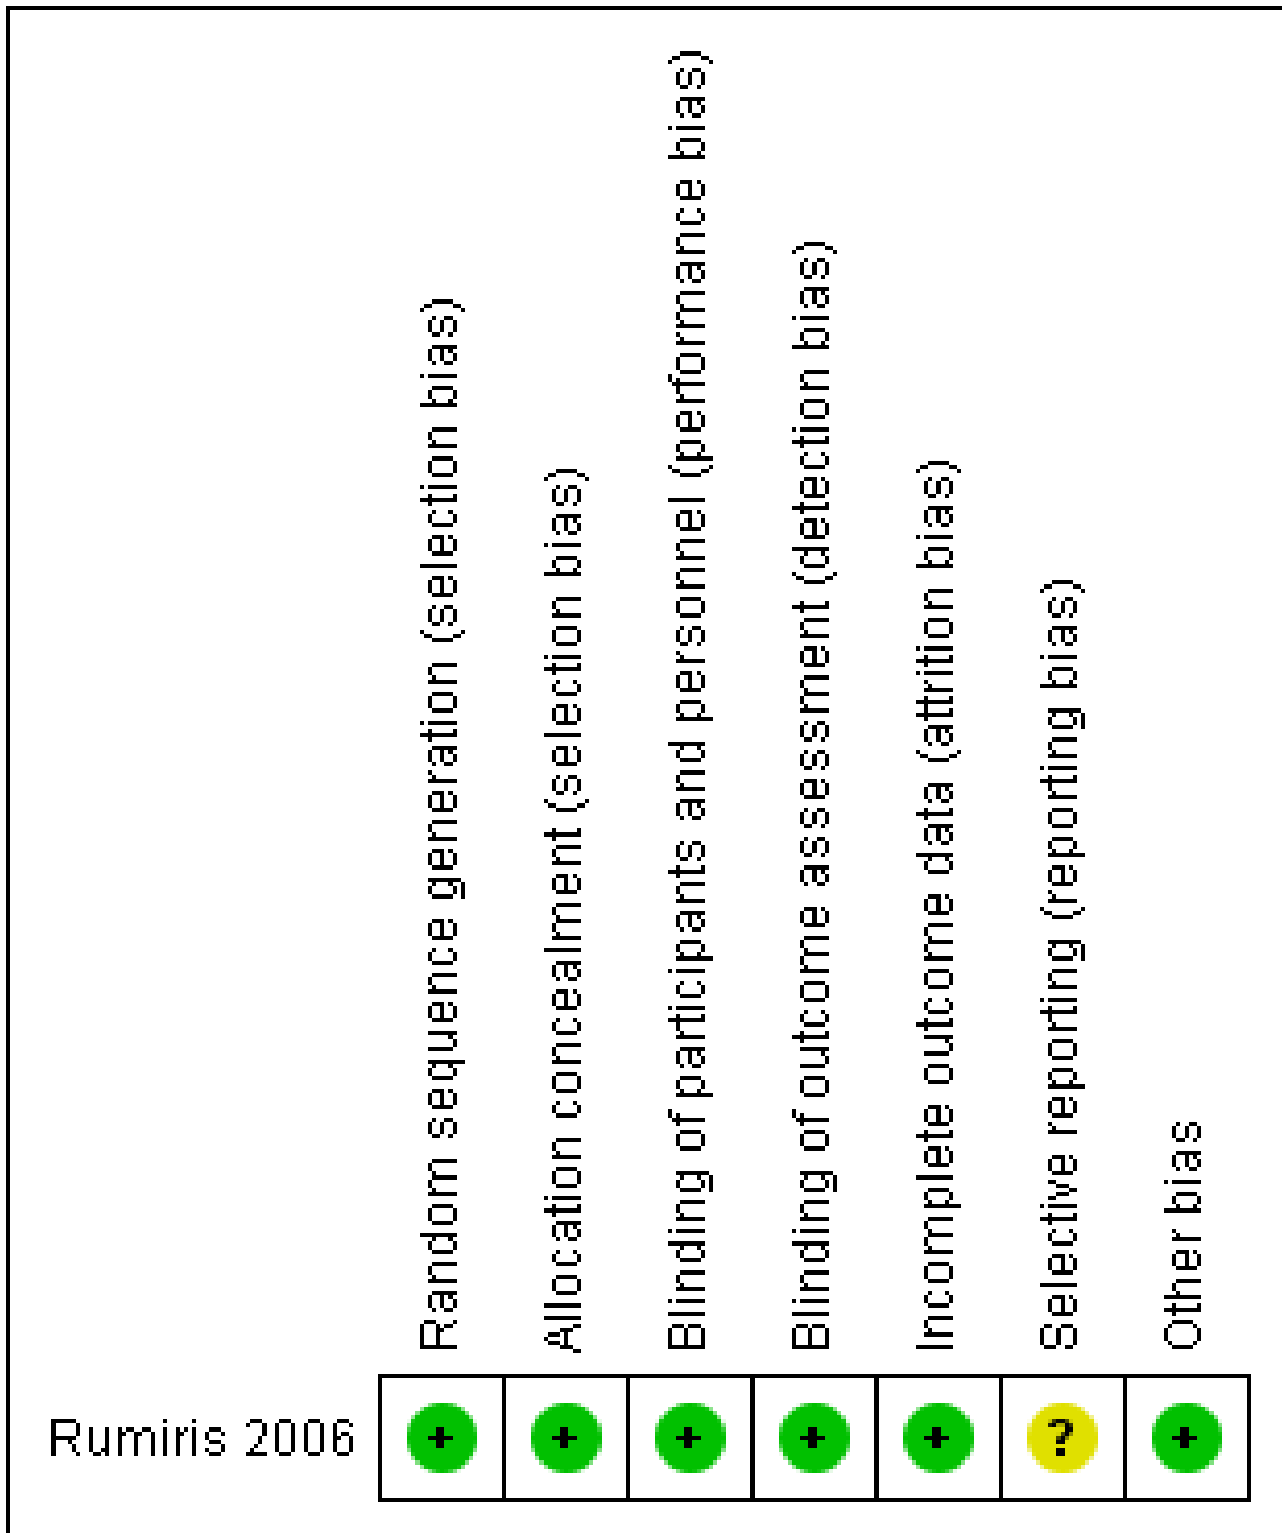 Random sequence generation (selection bias)
Allocation concealment (selection bias)
Blinding of participants and personnel (performance bias)
Blinding of outcome assessment (detection bias)
Incomplete outcome data (attrition bias)
Selective reporting (reporting bias)
Other bias
Rumiris 2006 + + + + + ? +